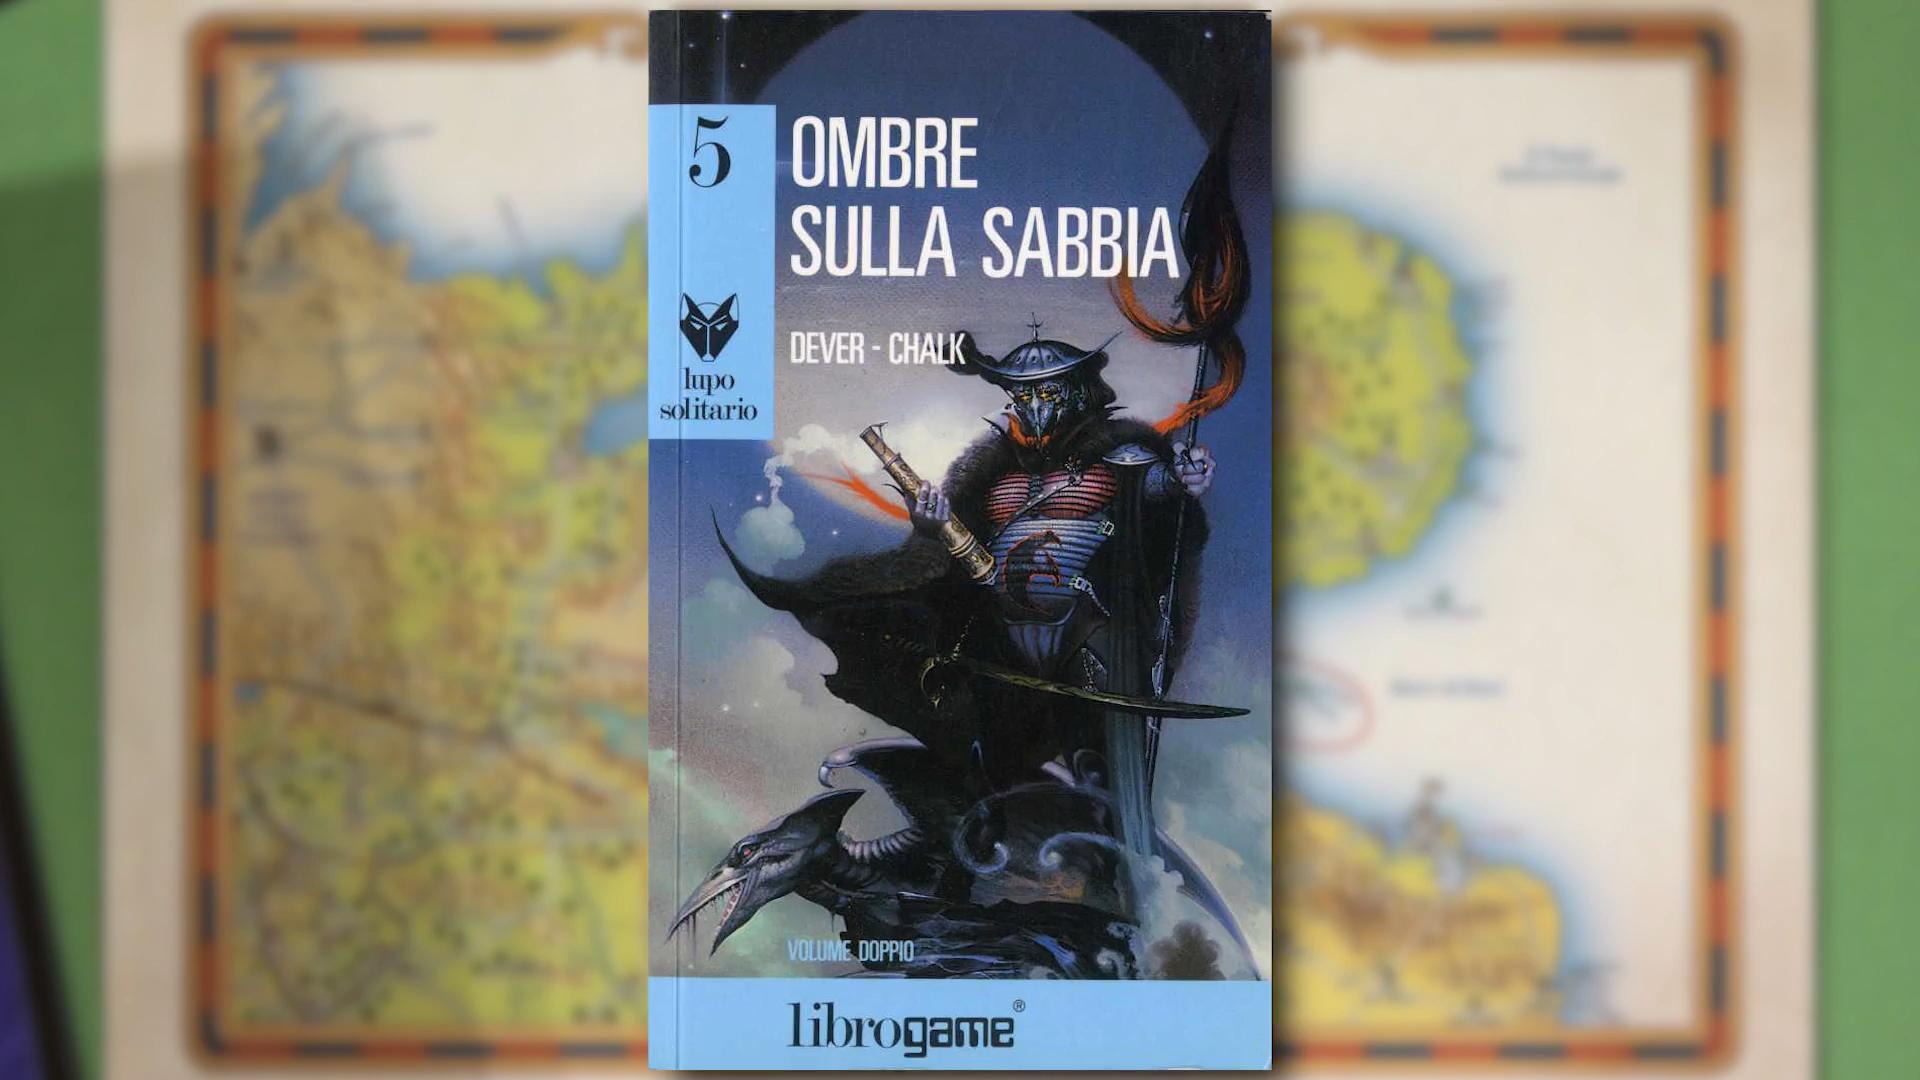 5
OMBRE
SULLA SABBIA
DEVER - CHALK
lupo
solitario
VOLUME DOPPIO
librogame®